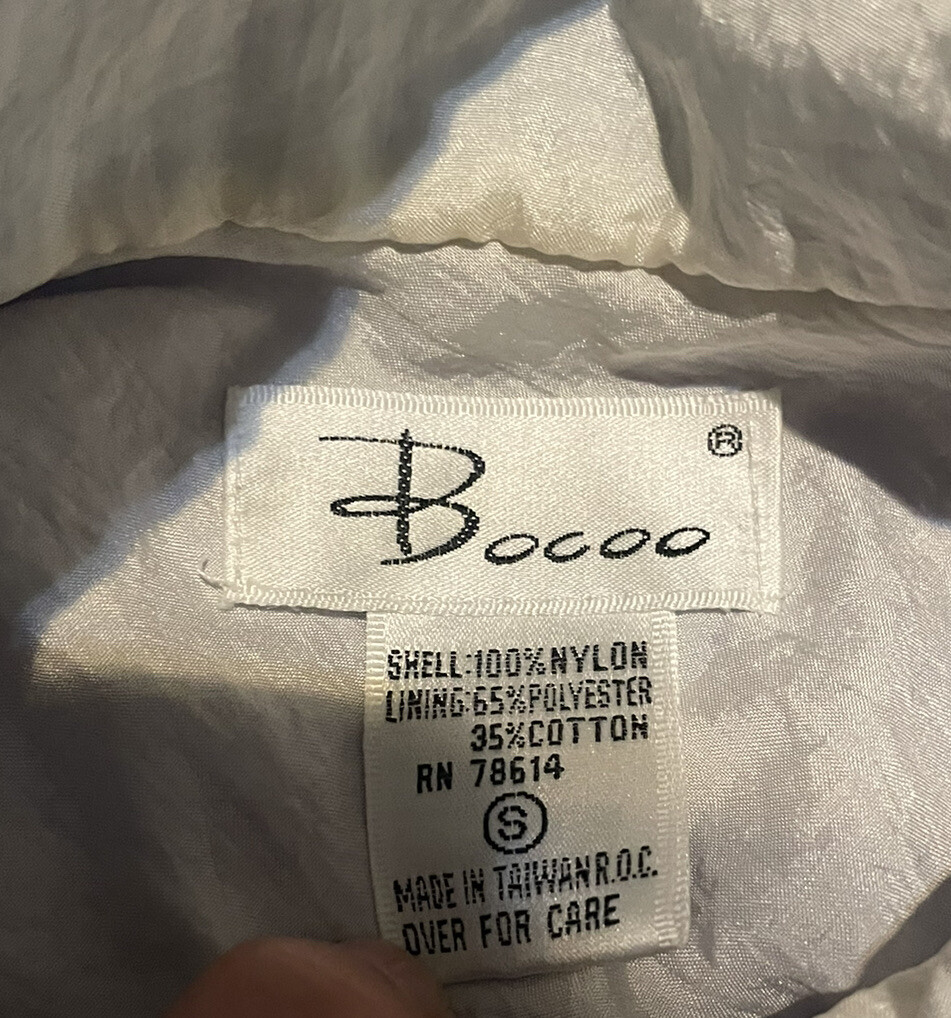 Bocoo ®
SHELL:100%NYLON
LINING:65%POLYESTER
35%COTTON
RN 78614
S
MADE IN TAIWAN R.O.C.
OVER FOR CARE